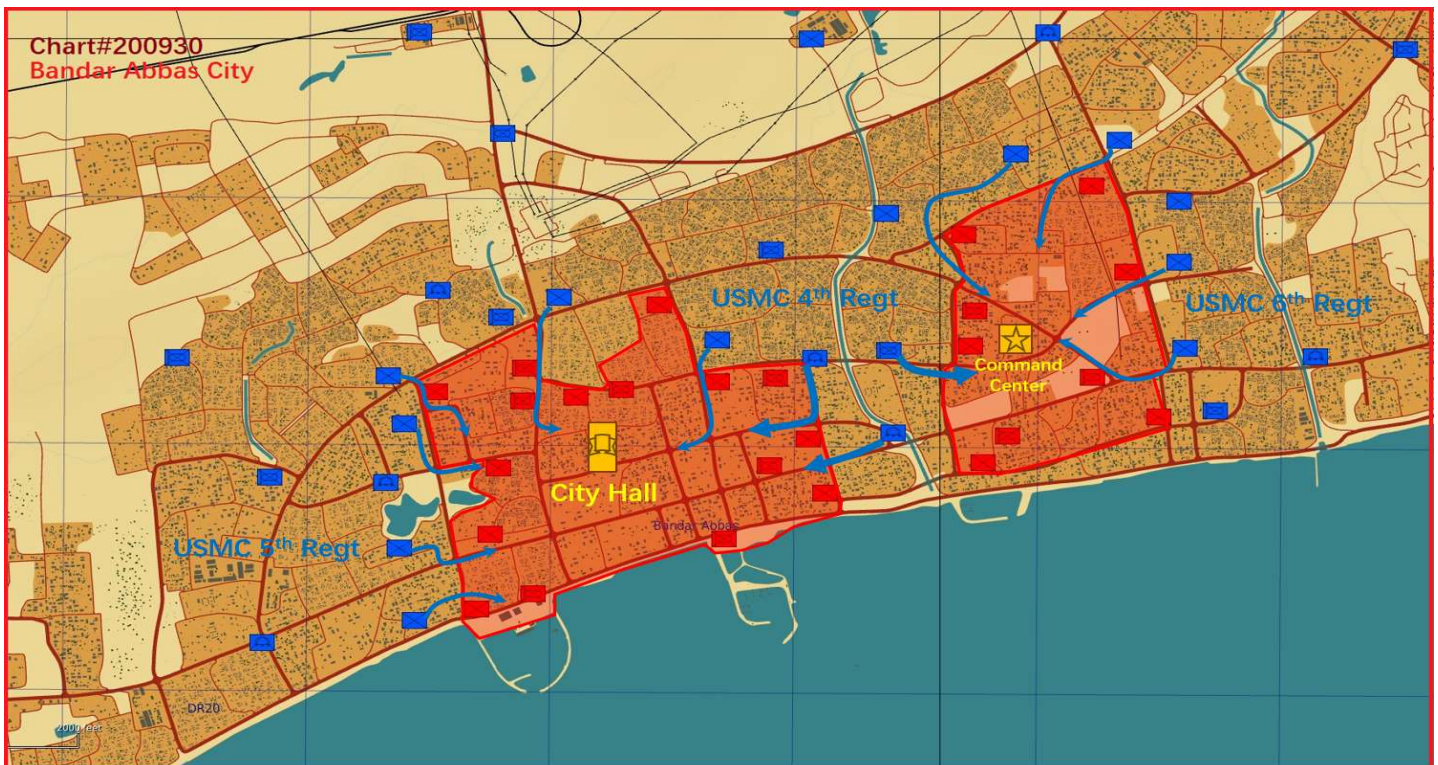 Chart#200930
Bandar Abbas City
USMC 4th Regt
USMC 6th Regt
Command
Center
City Hall
Bandar Abbas
USMC 5th Regt
DR20
2000 feet